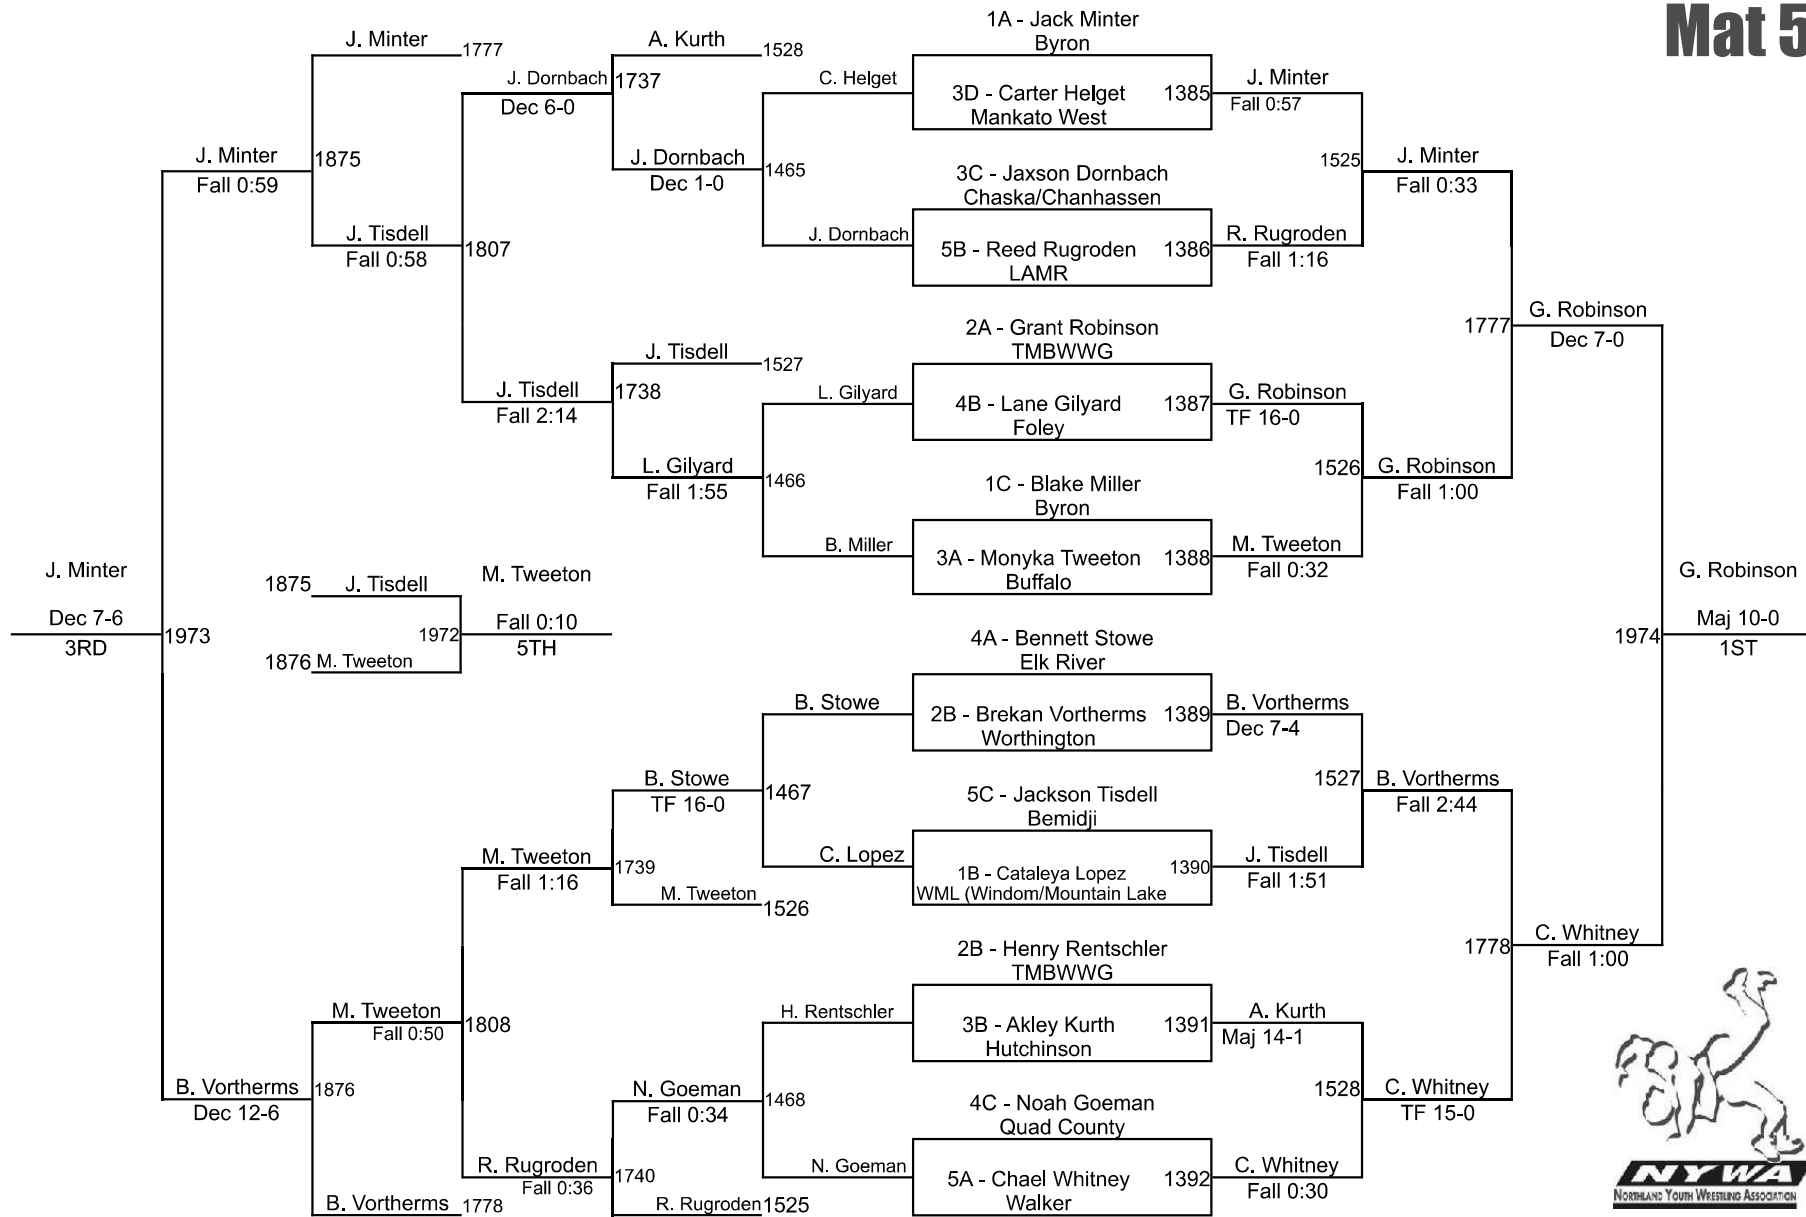 Mat 5
1A - Jack Minter
Byron
J. Minter
1777
A. Kurth
1528
J. Dornbach
1737
Dec 6-0
C. Helget
3D - Carter Helget
1385
Mankato West
J. Minter
Fall 0:57
J. Minter
1875
Fall 0:59
J. Dornbach
1465
Dec 1-0
3C - Jaxson Dornbach
Chaska/Chanhassen
1525
J. Minter
Fall 0:33
J. Tisdell
1807
Fall 0:58
J. Dornbach
5B - Reed Rugroden
1386
LAMR
R. Rugroden
Fall 1:16
2A - Grant Robinson
TMBWWG
1777
G. Robinson
Dec 7-0
J. Tisdell
1527
J. Tisdell
1738
Fall 2:14
L. Gilyard
4B - Lane Gilyard
1387
Foley
G. Robinson
TF 16-0
L. Gilyard
1466
Fall 1:55
1C - Blake Miller
Byron
1526
G. Robinson
Fall 1:00
B. Miller
3A - Monyka Tweeton
1388
Buffalo
M. Tweeton
Fall 0:32
J. Minter
Dec 7-6
3RD
1973
1875
J. Tisdell
1876
M. Tweeton
1972
M. Tweeton
Fall 0:10
5TH
G. Robinson
1974
Maj 10-0
1ST
4A - Bennett Stowe
Elk River
B. Stowe
2B - Brekan Vortherms
1389
Worthington
B. Vortherms
Dec 7-4
B. Stowe
1467
TF 16-0
5C - Jackson Tisdell
Bemidji
1527
B. Vortherms
Fall 2:44
M. Tweeton
1739
Fall 1:16
C. Lopez
1B - Cataleya Lopez
1390
WML (Windom/Mountain Lake
J. Tisdell
Fall 1:51
M. Tweeton
1526
2B - Henry Rentschler
TMBWWG
1778
C. Whitney
Fall 1:00
M. Tweeton
1808
Fall 0:50
H. Rentschler
3B - Akley Kurth
1391
Hutchinson
A. Kurth
Maj 14-1
B. Vortherms
1876
Dec 12-6
N. Goeman
1468
Fall 0:34
4C - Noah Goeman
Quad County
1528
C. Whitney
TF 15-0
R. Rugroden
1740
Fall 0:36
N. Goeman
5A - Chael Whitney
1392
Walker
C. Whitney
Fall 0:30
B. Vortherms
1778
R. Rugroden
1525
NYWA
NORTHLAND YOUTH WRESTLING ASSOCIATION